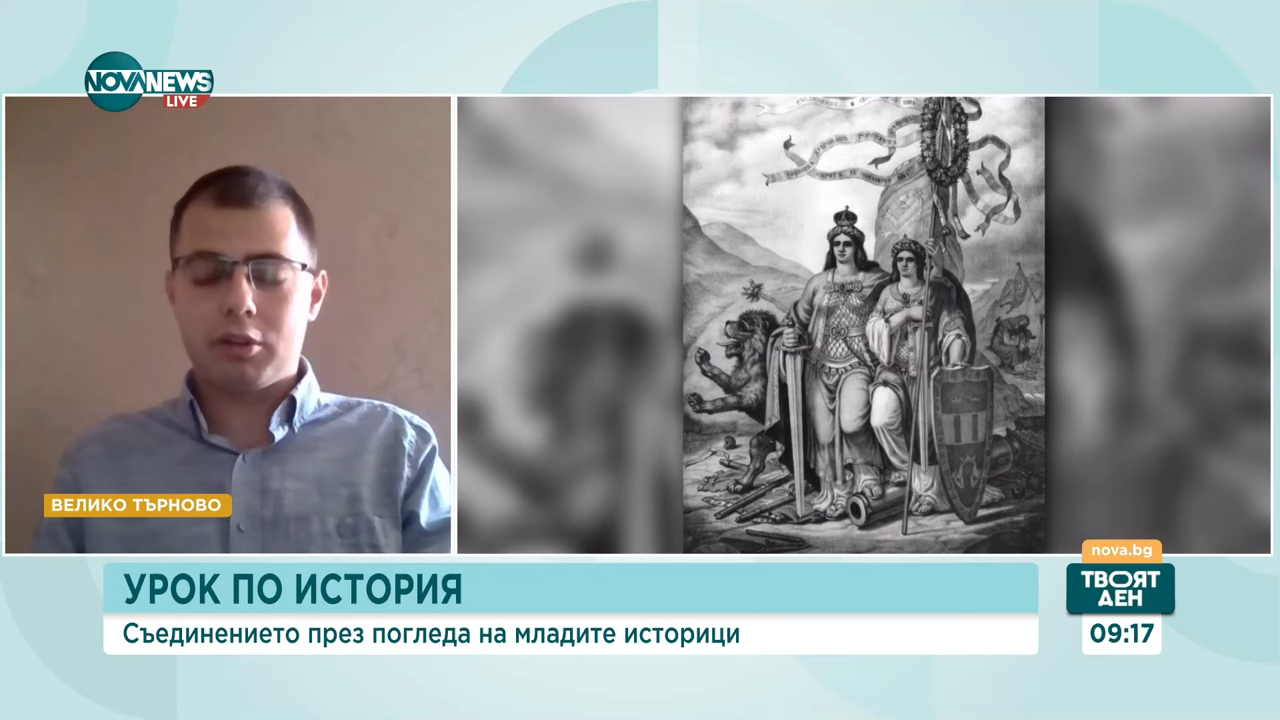 NOVA NEWS
LIVE
ВЕЛИКО ТЪРНОВО
УРОК ПО ИСТОРИЯ
Съединението през погледа на младите историци
nova.bg
ТВОЯТ
ДЕН
09:17